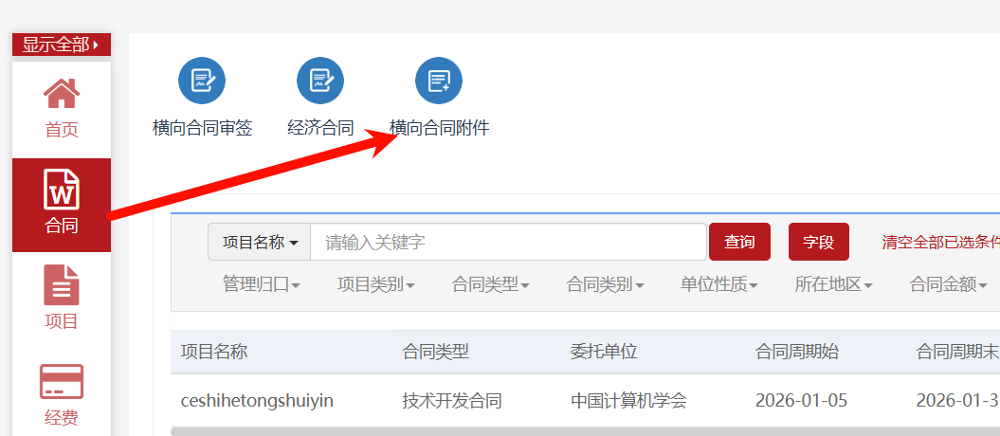 显示全部
首页
合同
项目
经费
横向合同审签 经济合同 横向合同附件
项目名称 请输入关键字 查询 字段 清空全部已选条件
管理归口 项目类别 合同类型 合同类别 单位性质 所在地区 合同金额
项目名称 合同类型 委托单位 合同周期始 合同周期末
ceshihetongshuiyin 技术开发合同 中国计算机学会 2026-01-05 2026-01-3